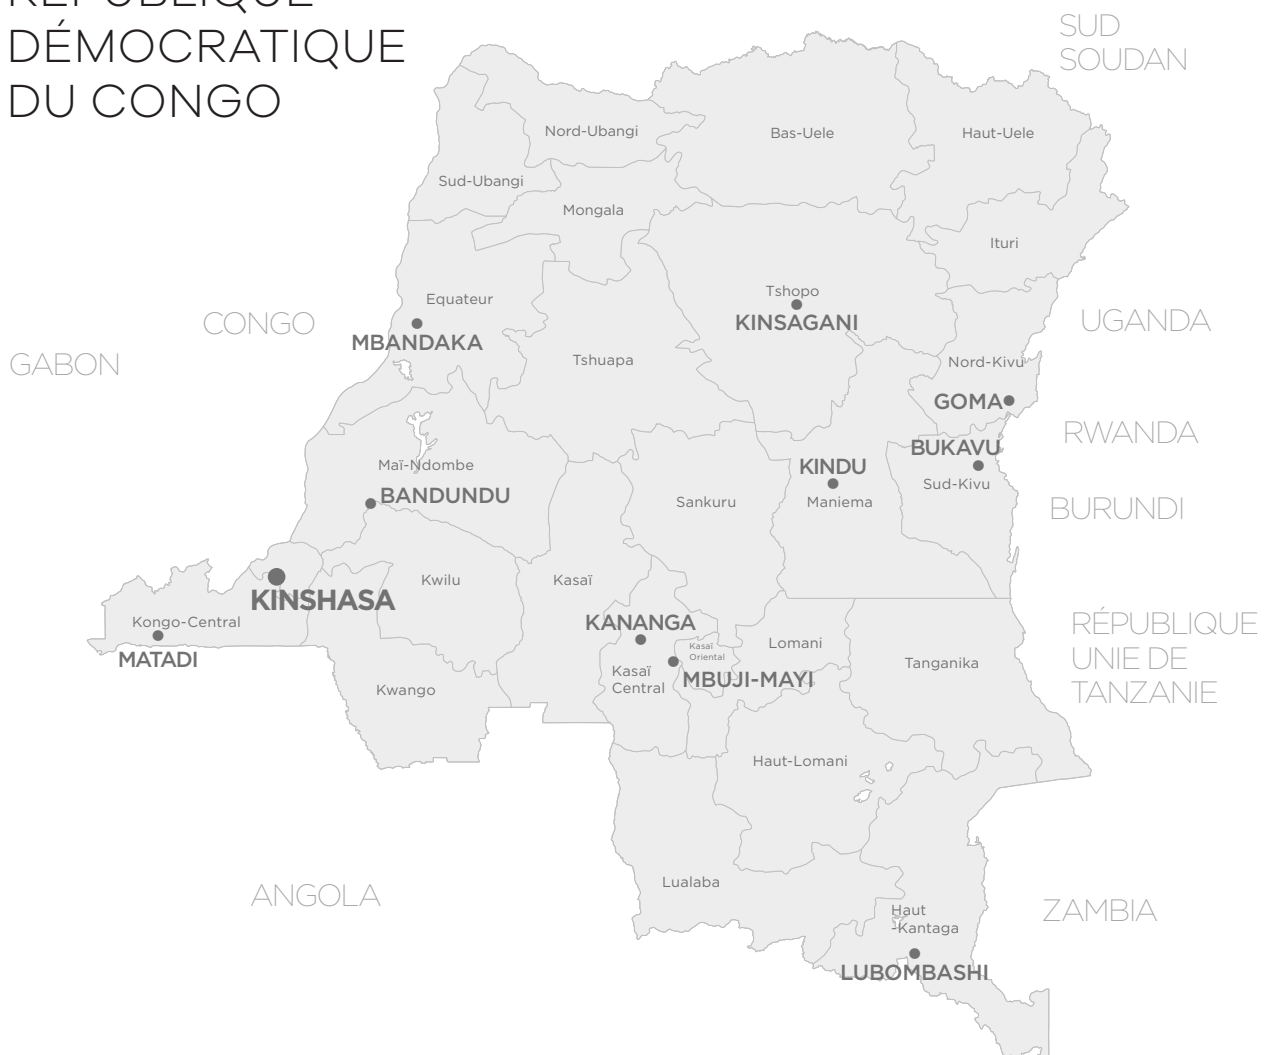 RÉPUBLIQUE
DÉMOCRATIQUE
DU CONGO
SUD
SOUDAN
Nord-Ubangi
Bas-Uele
Haut-Uele
Sud-Ubangi
Mongala
Ituri
Equateur
Tshopo
CONGO
MBANDAKA
KINSAGANI
UGANDA
GABON
Tshuapa
Nord-Kivu
GOMA
RWANDA
BUKAVU
Maï-Ndombe
KINDU
Sud-Kivu
BANDUNDU
Sankuru
Maniema
BURUNDI
Kwilu
Kasaï
KINSHASA
Kongo-Central
KANANGA
MATADI
Lomani
Kasaï
Oriental
Tanganika
RÉPUBLIQUE
UNIE DE
TANZANIE
Kasaï
Central
MBUJI-MAYI
Kwango
Haut-Lomani
Lualaba
ANGOLA
Haut
-Kantaga
ZAMBIA
LUBOMBASHI